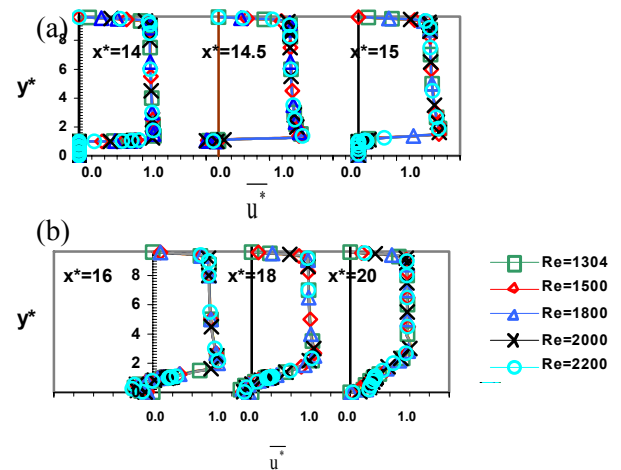 (a)
x*=14 x*=14.5 x*=15
y*
8
6
4
2
0
0.0 1.0 0.0 1.0 0.0 1.0
u*
(b)
x*=16 x*=18 x*=20
y*
8
6
4
2
0
0.0 1.0 0.0 1.0 0.0 1.0
u*
Re=1304
Re=1500
Re=1800
Re=2000
Re=2200